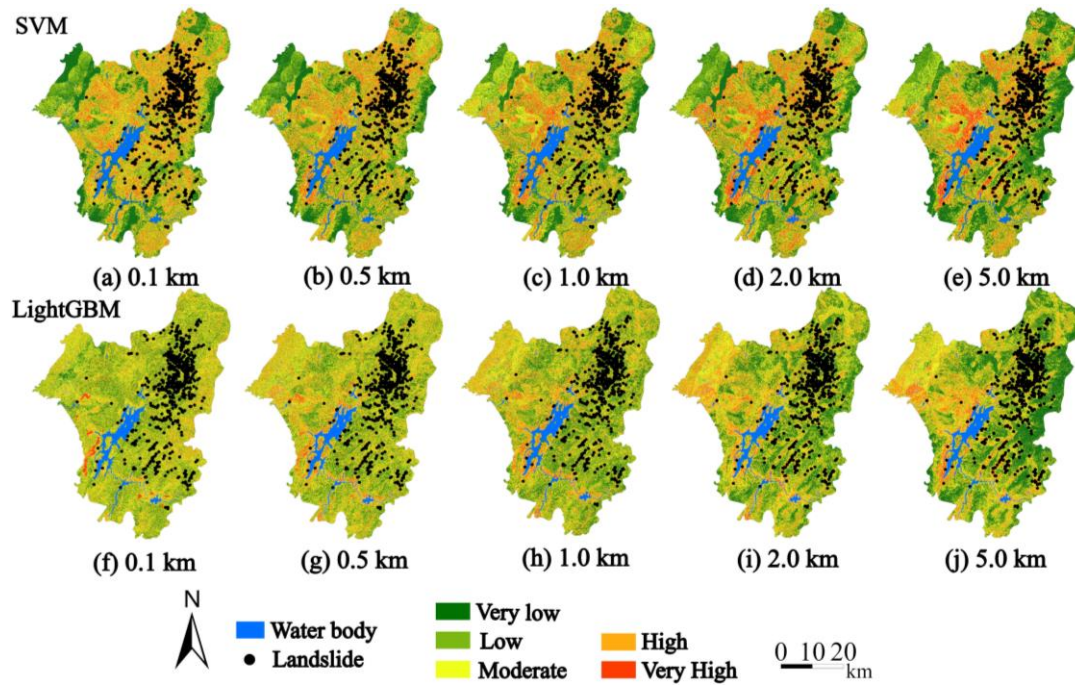 SVM
(a) 0.1 km
(b) 0.5 km
(c) 1.0 km
(d) 2.0 km
(e) 5.0 km
LightGBM
(f) 0.1 km
(g) 0.5 km
(h) 1.0 km
(i) 2.0 km
(j) 5.0 km
N
Water body
Landslide
Very low
Low
Moderate
High
Very High
0 10 20
km